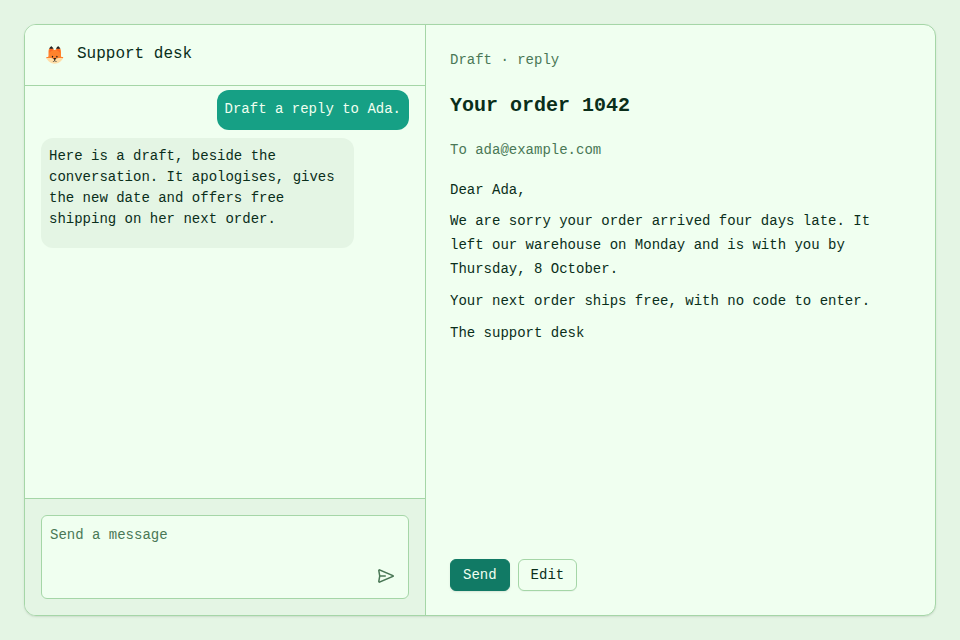 Support desk
Draft a reply to Ada.
Here is a draft, beside the
conversation. It apologises, gives
the new date and offers free
shipping on her next order.
Send a message
Draft · reply
Your order 1042
To ada@example.com
Dear Ada,
We are sorry your order arrived four days late. It
left our warehouse on Monday and is with you by
Thursday, 8 October.
Your next order ships free, with no code to enter.
The support desk
Send
Edit